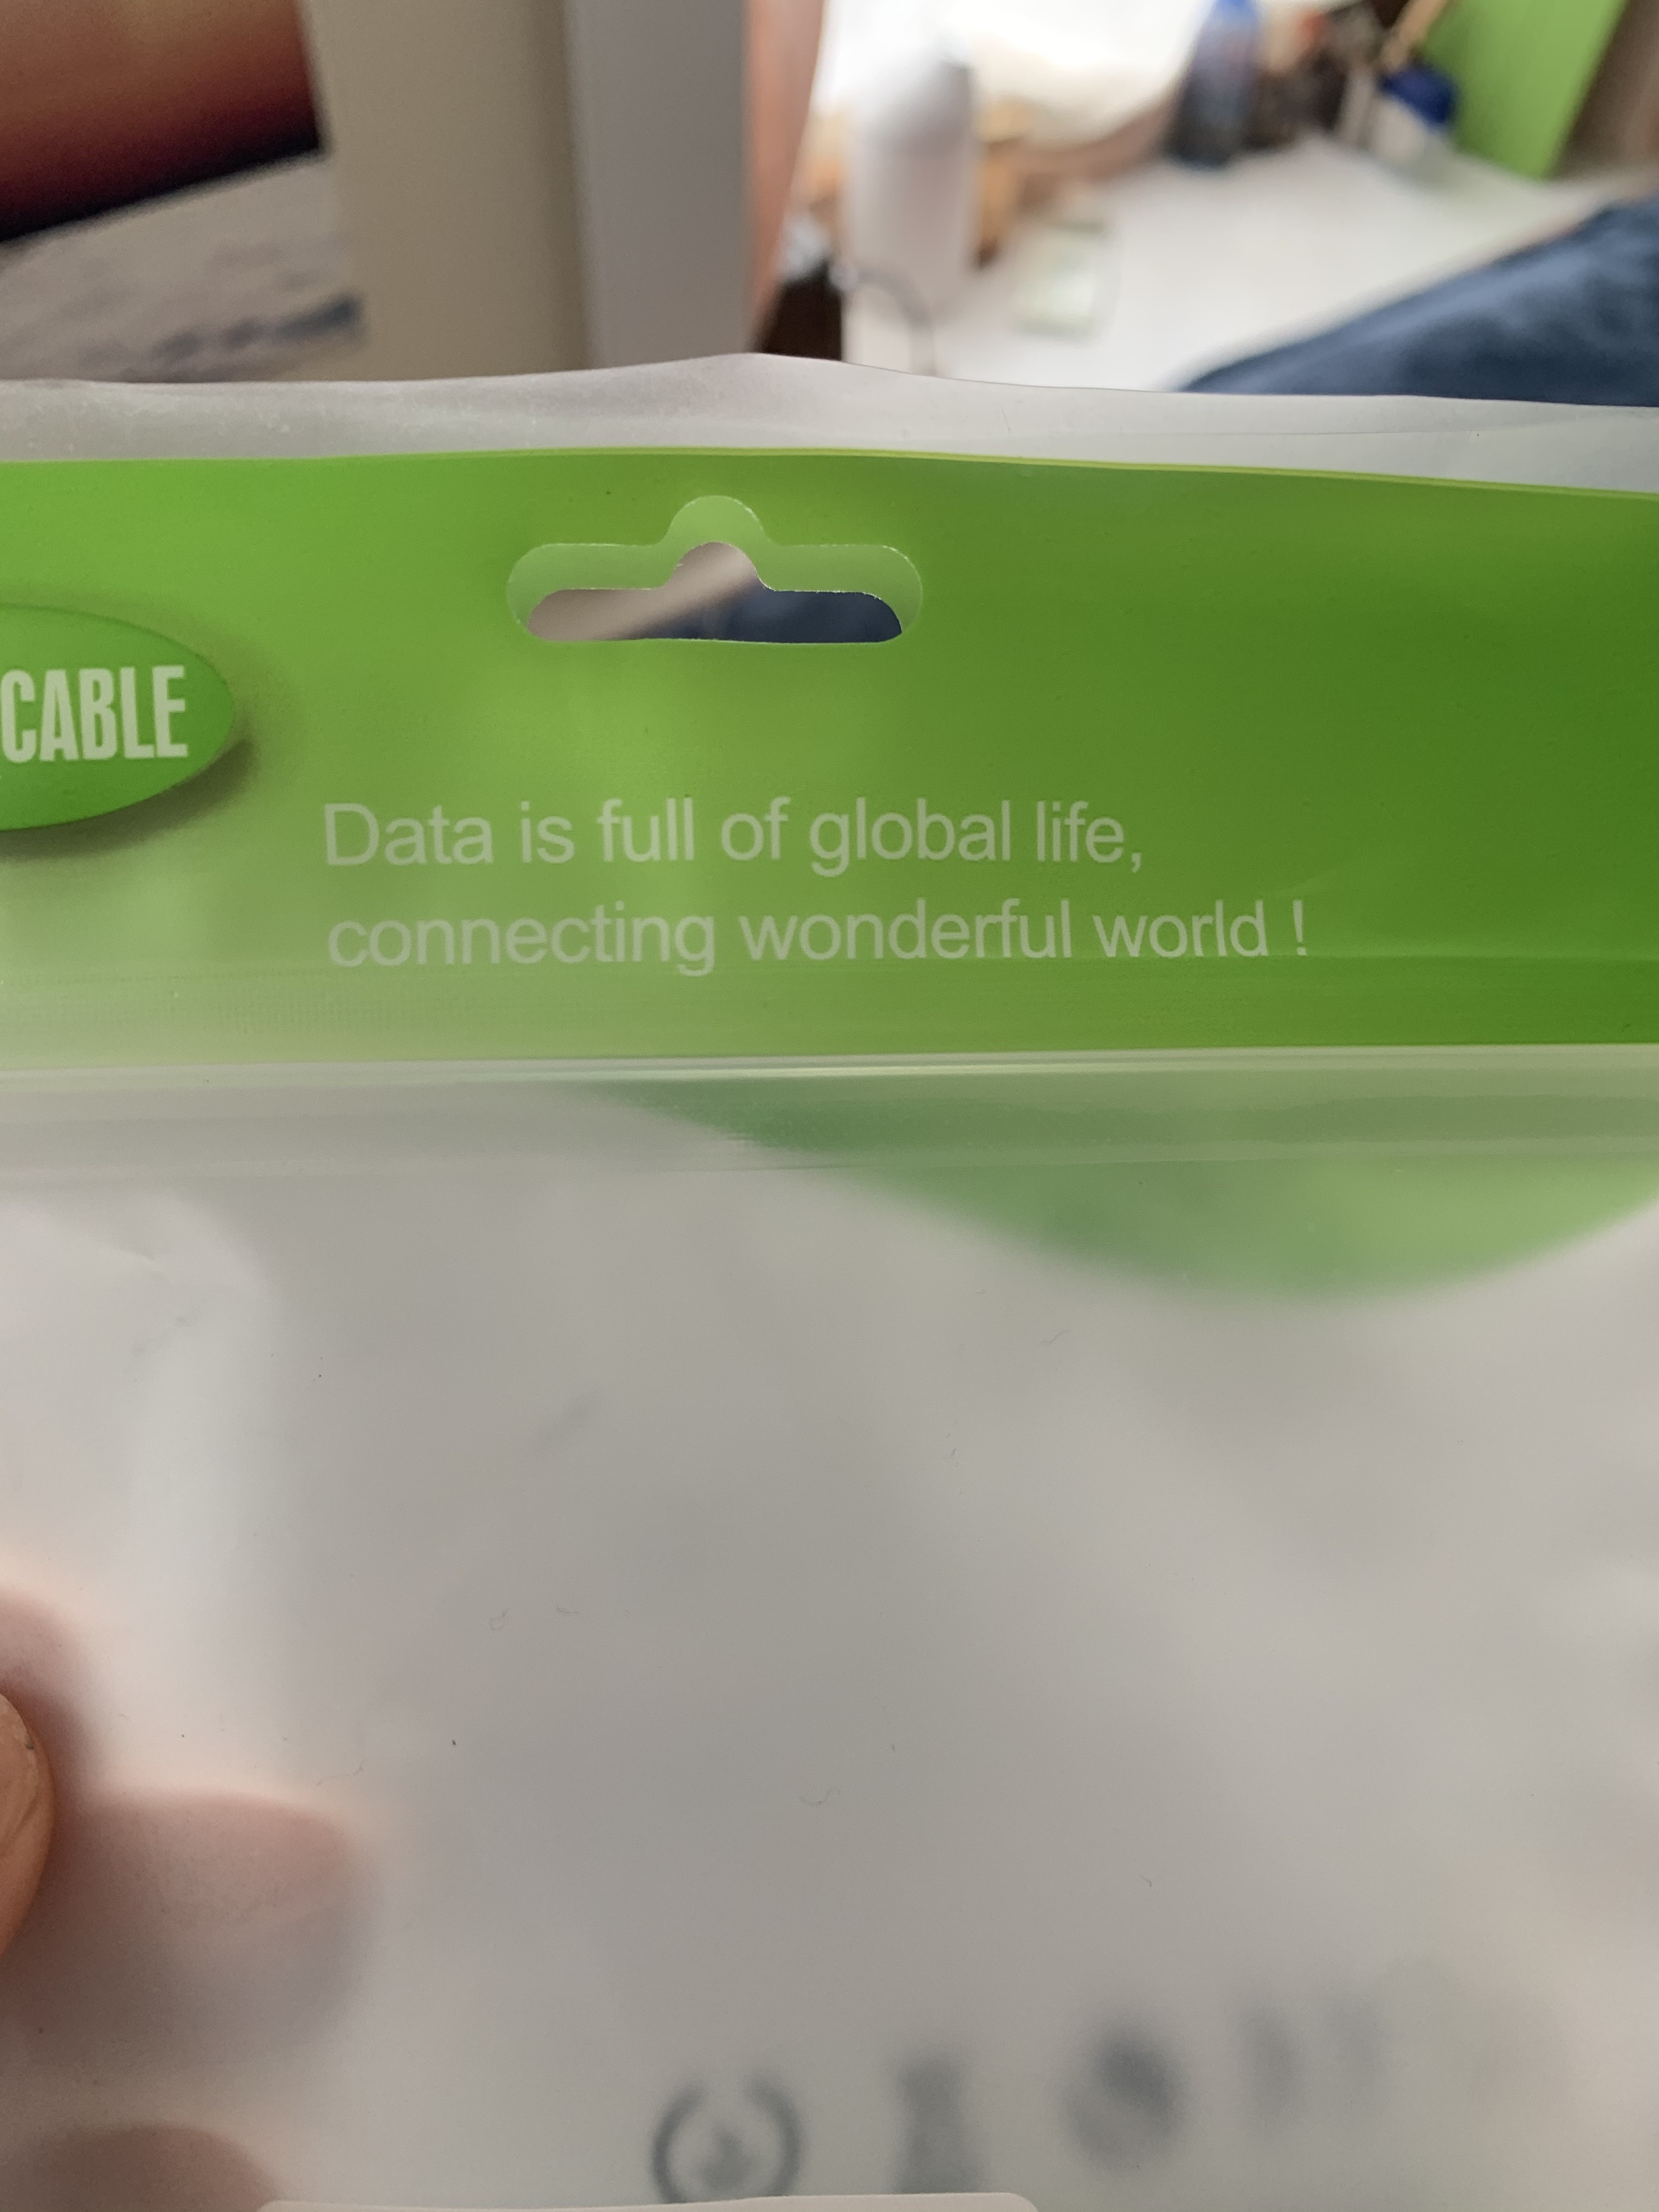 CABLE
Data is full of global life,
connecting wonderful world !